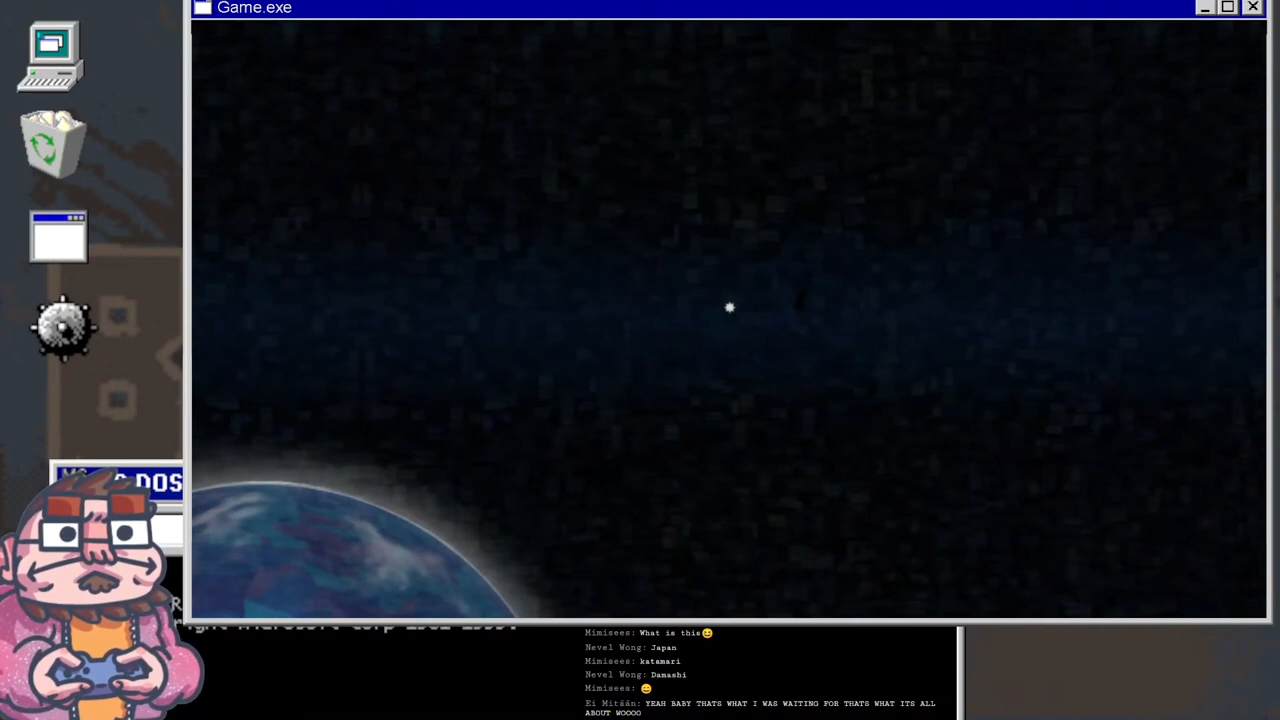 Game.exe
DOS
Mimisees: What is this😆
Nevel Wong: Japan
Mimisees: katamari
Nevel Wong: Damashi
Mimisees: 😆
Ei Mitään: YEAH BABY THATS WHAT I WAS WAITING FOR THATS WHAT ITS ALL
ABOUT WOOOO